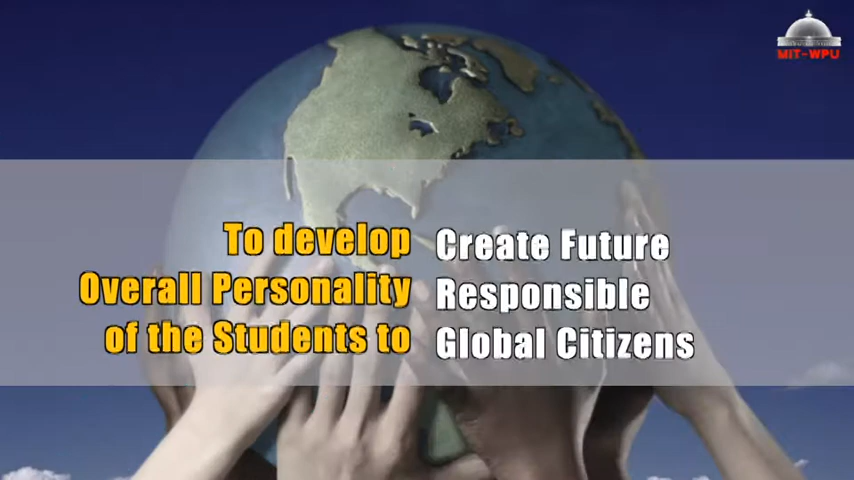 MIT-WPU
To develop
Overall Personality
of the Students to
Create Future
Responsible
Global Citizens